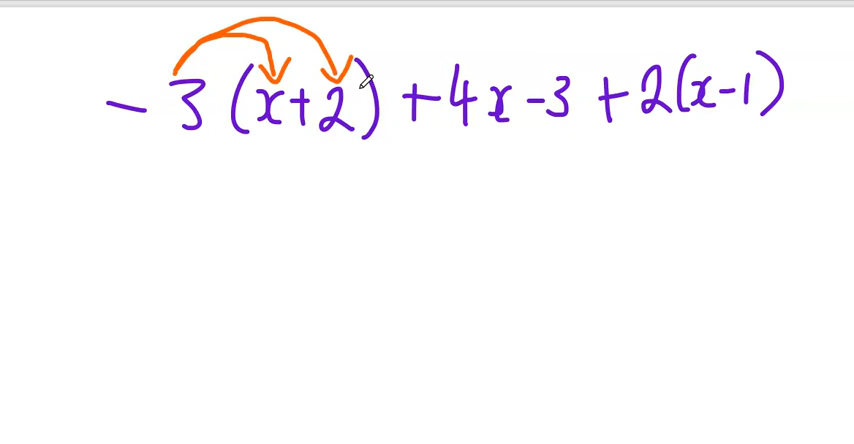 - 3 (x+2) +4x -3 +2(x-1)